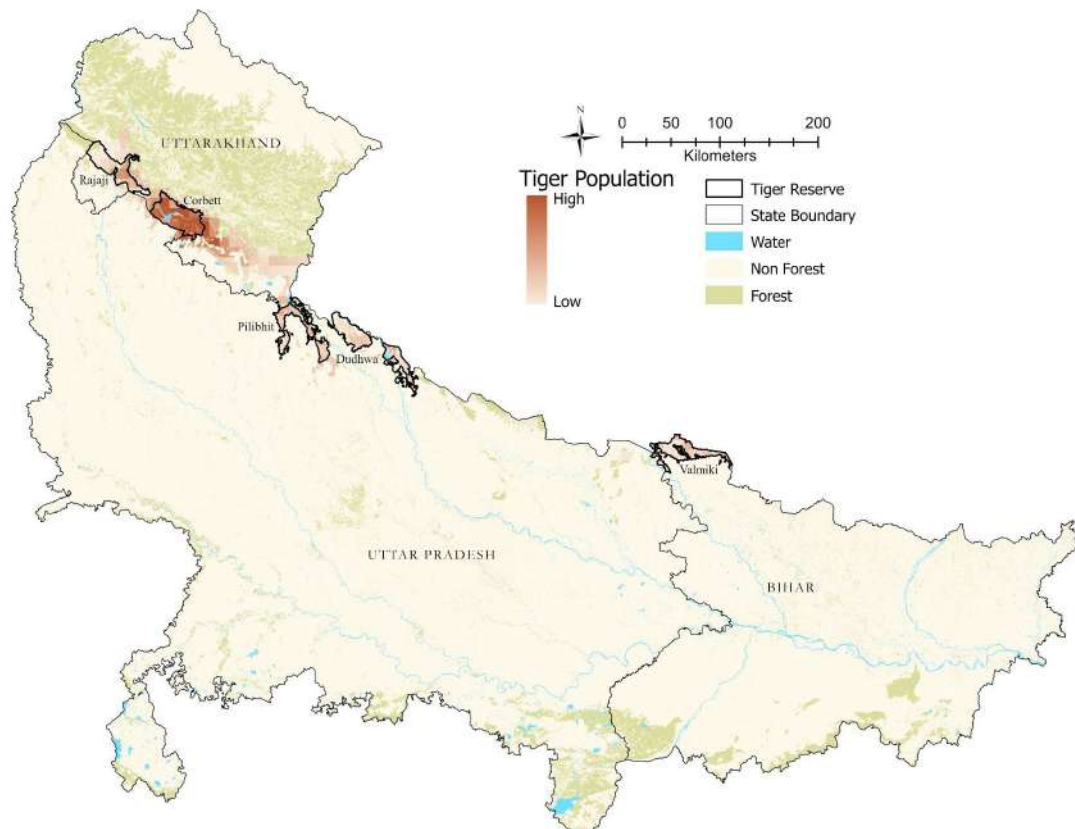 N
0 50 100 200
Kilometers
UTTARAKHAND
Tiger Population
High
Low
Tiger Reserve
State Boundary
Water
Non Forest
Forest
Rajaji
Corbett
Pilibhit
Dudhwa
Valmiki
UTTAR PRADESH
BIHAR